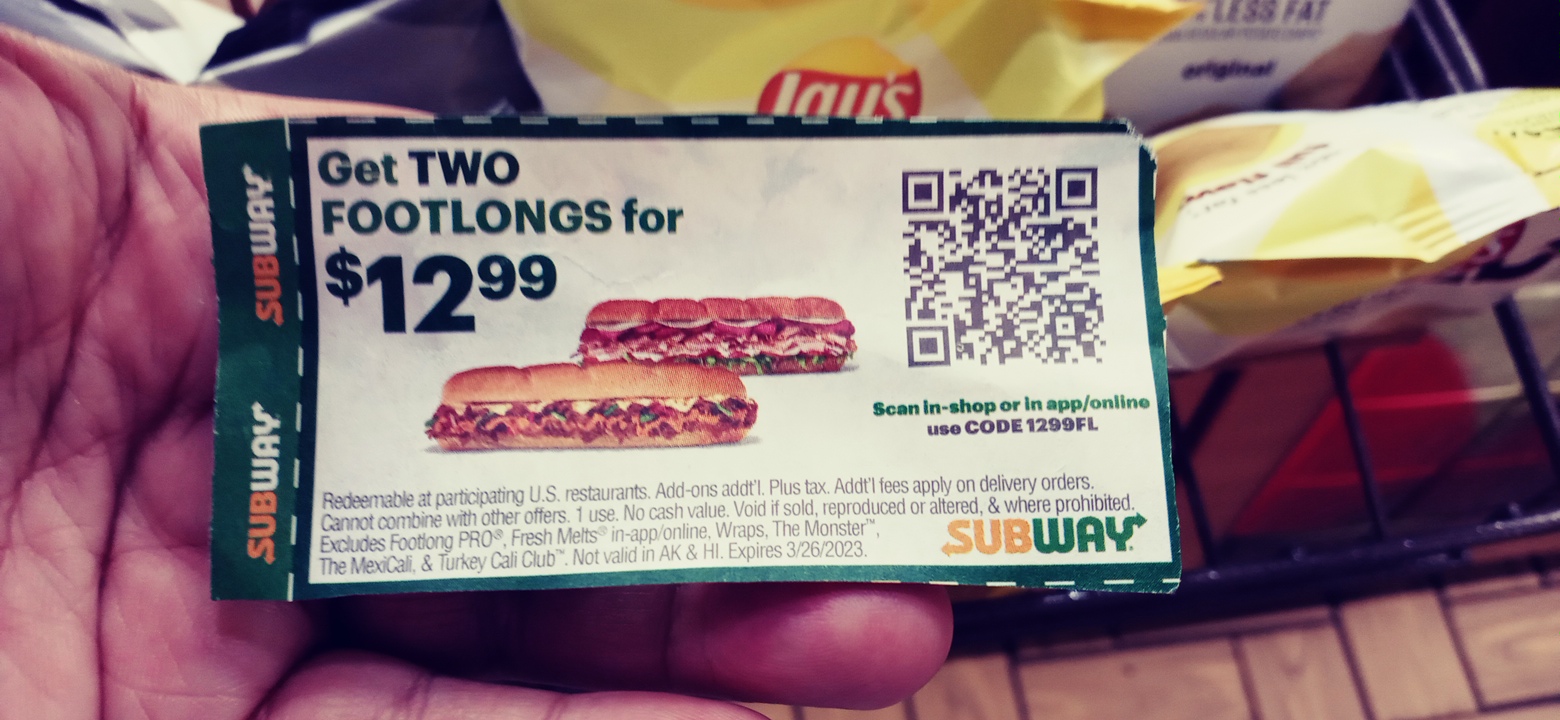 LESS FAT
original
Lay's
SUBWAY
SUBWAY
Get TWO
FOOTLONGS for
$12.99
Scan in-shop or in app/online
use CODE 1299FL
Redeemable at participating U.S. restaurants. Add-ons addt'l. Plus tax. Addt'l fees apply on delivery orders.
Cannot combine with other offers. 1 use. No cash value. Void if sold, reproduced or altered, & where prohibited.
Excludes Footlong PRO®, Fresh Melts® in-app/online, Wraps, The Monster™,
The MexiCali, & Turkey Cali Club™. Not valid in AK & HI. Expires 3/26/2023.
SUBWAY